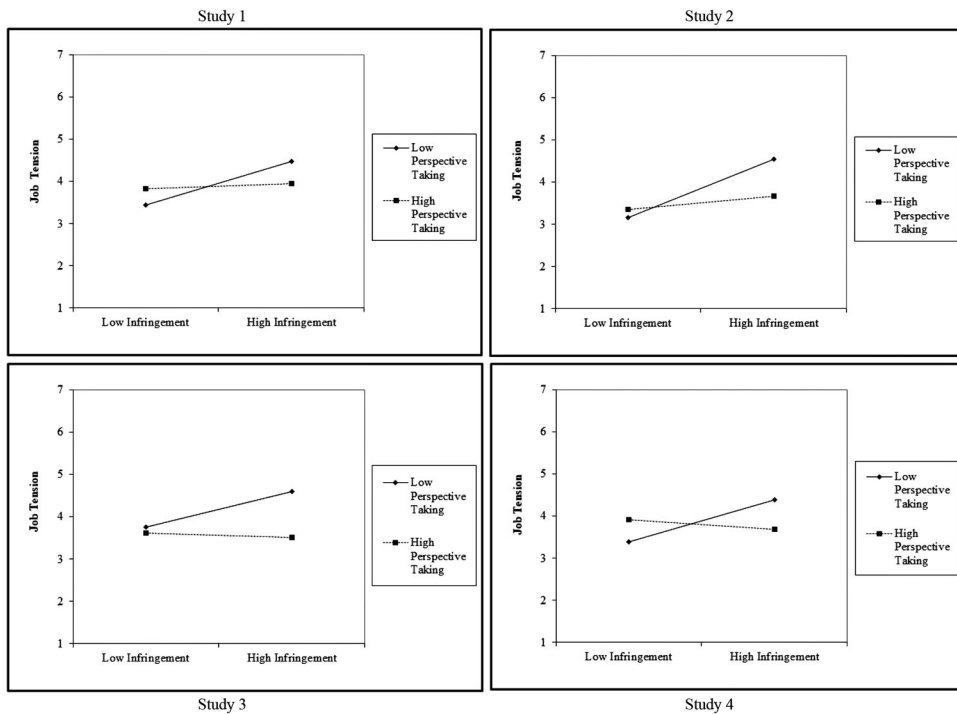 Study 1
Study 2
7
6
5
4
3
2
1
Job Tension
Low Infringement
High Infringement
Low
Perspective
Taking
High
Perspective
Taking
7
6
5
4
3
2
1
Job Tension
Low Infringement
High Infringement
Low
Perspective
Taking
High
Perspective
Taking
7
6
5
4
3
2
1
Job Tension
Low Infringement
High Infringement
Low
Perspective
Taking
High
Perspective
Taking
7
6
5
4
3
2
1
Job Tension
Low Infringement
High Infringement
Low
Perspective
Taking
High
Perspective
Taking
Study 3
Study 4